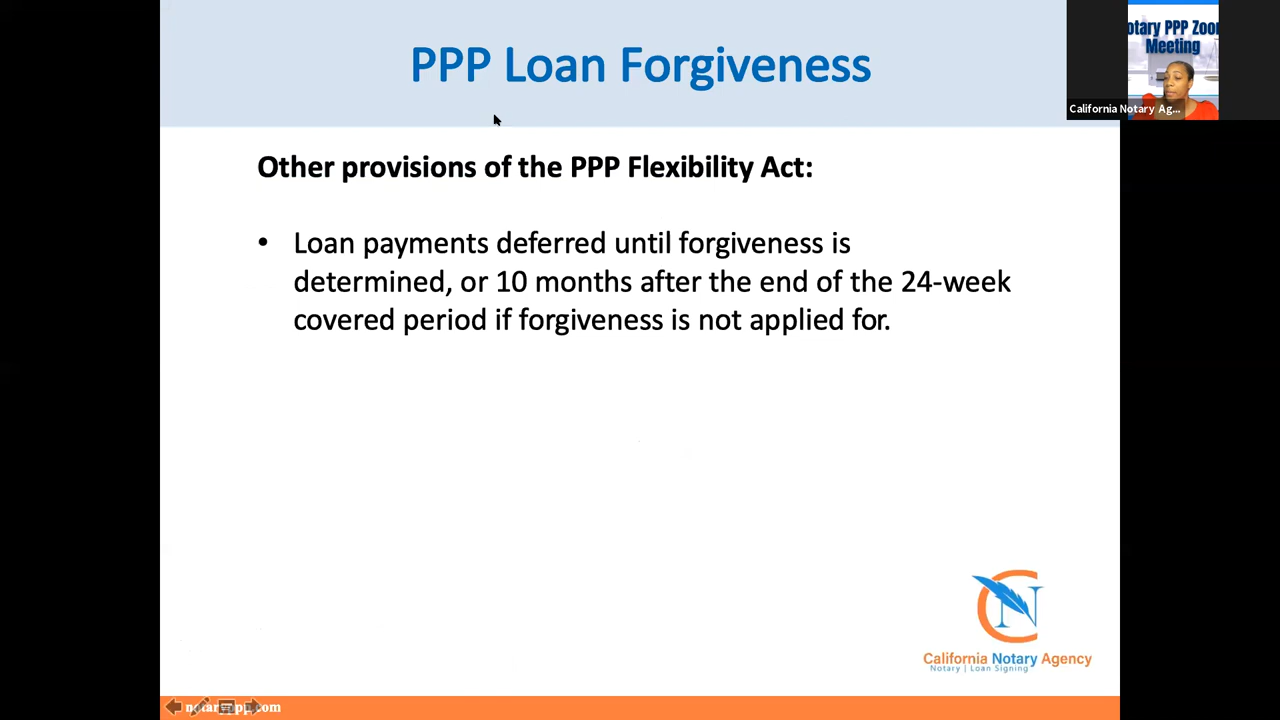 PPP Loan Forgiveness
otary PPP Zoo
Meeting
California Notary Ag...
Other provisions of the PPP Flexibility Act:
• Loan payments deferred until forgiveness is
determined, or 10 months after the end of the 24-week
covered period if forgiveness is not applied for.
CN
California Notary Agency
Notary | Loan Signing